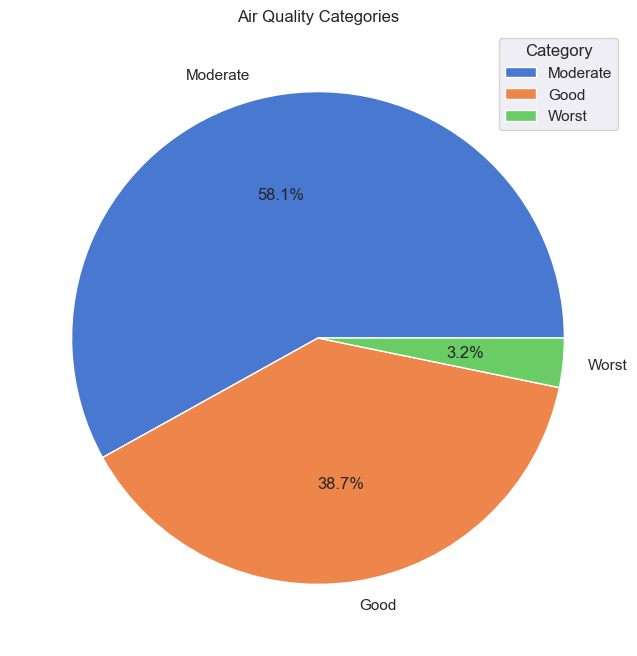 Air Quality Categories
Category
Moderate
Good
Worst
Moderate
58.1%
3.2%
Worst
38.7%
Good